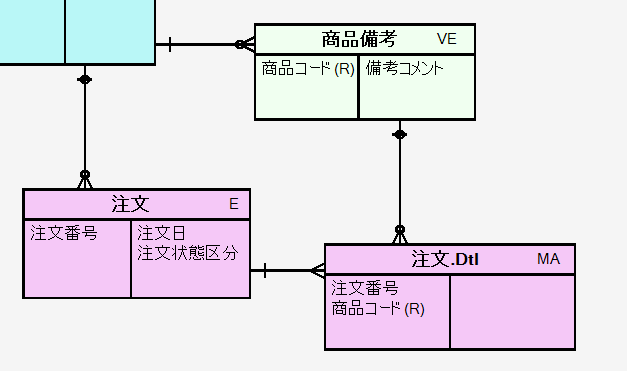 商品備考 VE
商品コード(R) 備考コメント
注文 E
注文番号 注文日
注文状態区分
注文.Dtl MA
注文番号
商品コード(R)